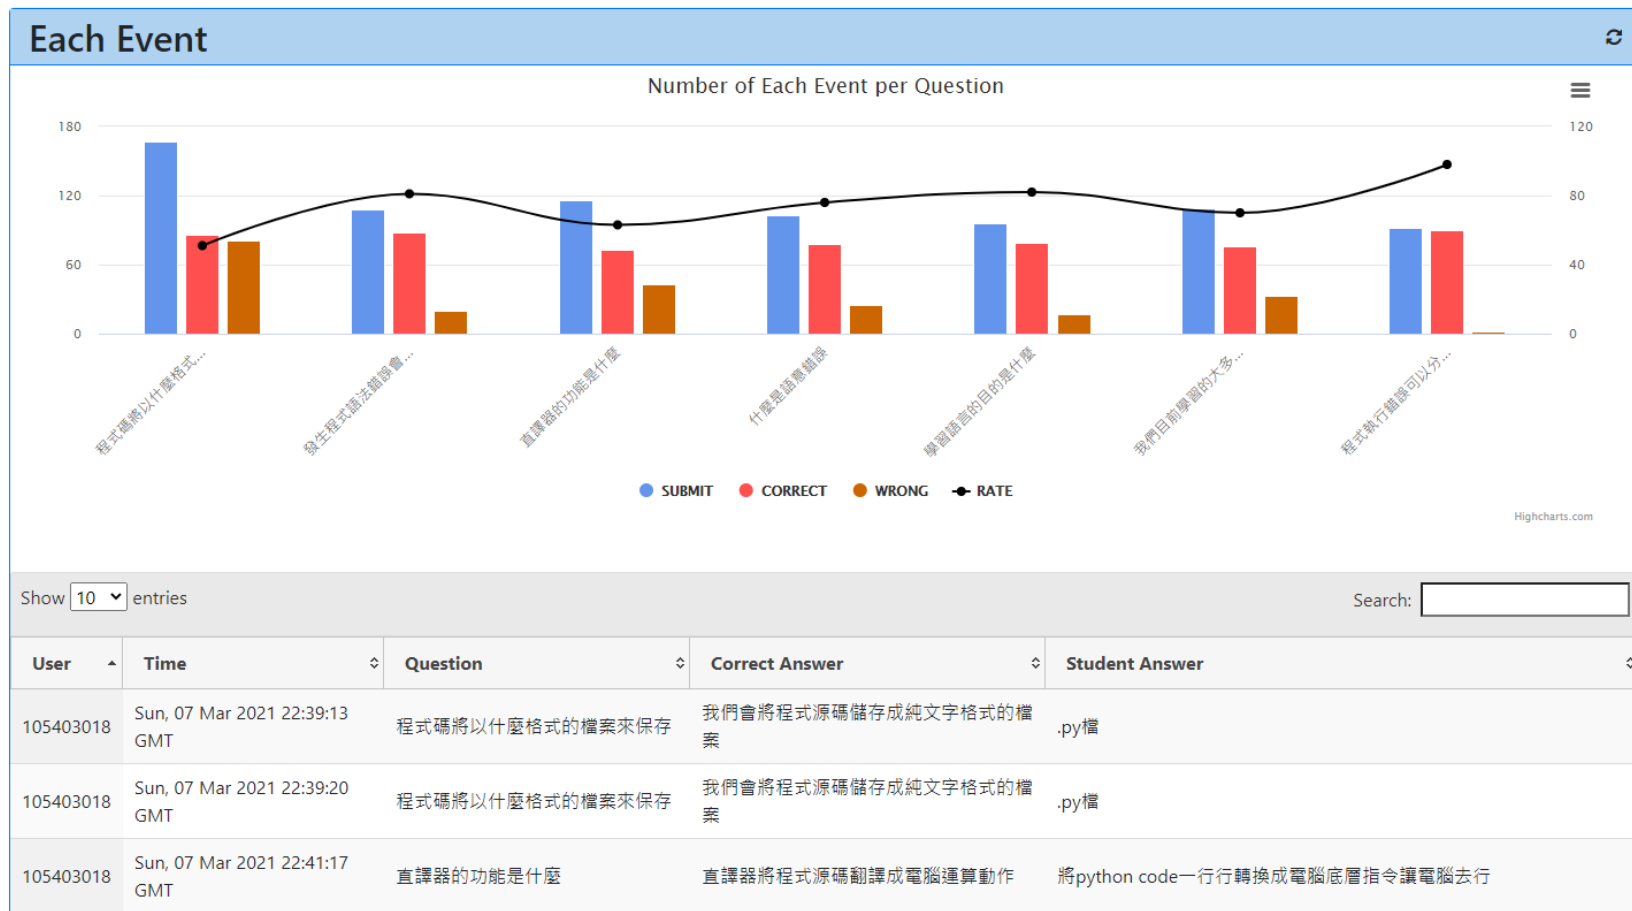 Each Event
Number of Each Event per Question
180
120
60
0
120
80
40
0
程式碼將以什麼格式...
發生程式語法錯誤會...
直譯器的功能是什麼
什麼是語意錯誤
學習語言的目的是什麼
我們目前學習的大多...
程式執行錯誤可以分...
SUBMIT CORRECT WRONG RATE
Highcharts.com
Show 10 entries
Search:
User Time Question Correct Answer Student Answer
105403018
Sun, 07 Mar 2021 22:39:13
GMT
程式碼將以什麼格式的檔案來保存
我們會將程式源碼儲存成純文字格式的檔
案
.py檔
105403018
Sun, 07 Mar 2021 22:39:20
GMT
程式碼將以什麼格式的檔案來保存
我們會將程式源碼儲存成純文字格式的檔
案
.py檔
105403018
Sun, 07 Mar 2021 22:41:17
GMT
直譯器的功能是什麼
直譯器將程式源碼翻譯成電腦運算動作
將python code一行行轉換成電腦底層指令讓電腦去行